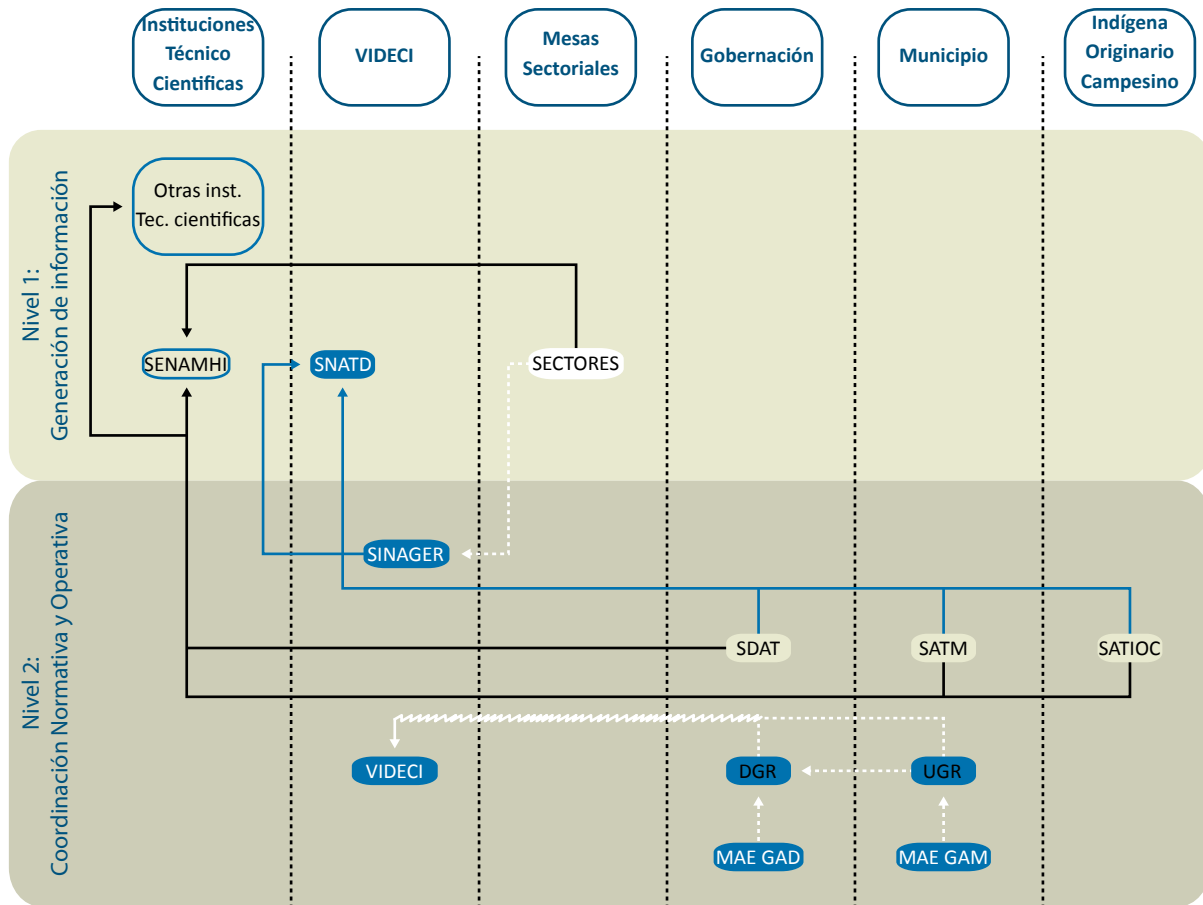 Instituciones
Técnico
Científicas
VIDECI
Mesas
Sectoriales
Gobernación
Municipio
Indígena
Originario
Campesino
Nivel 1:
Generación de información
Otras inst.
Tec. científicas
SENAMHI
SNATD
SECTORES
Nivel 2:
Coordinación Normativa y Operativa
SINAGER
SDAT
SATM
SATIOC
VIDECI
DGR
UGR
MAE GAD
MAE GAM